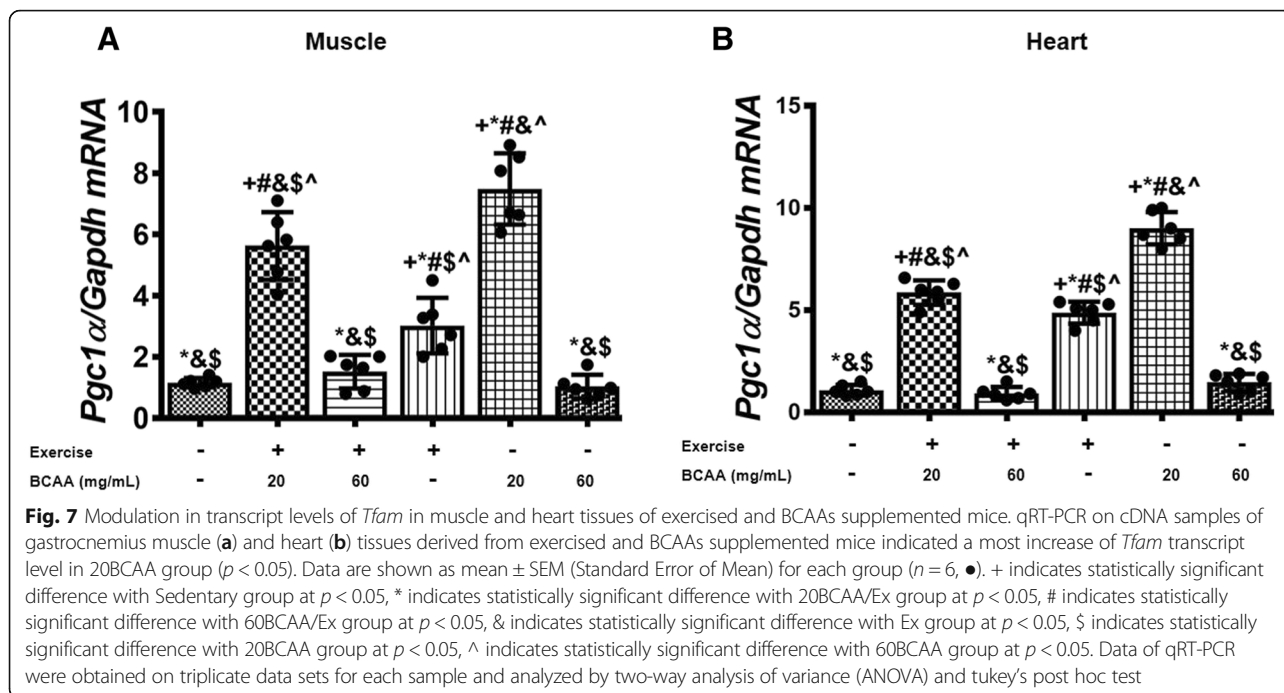 A Muscle
B Heart
Pgc1α/Gapdh mRNA
10
8
6
4
2
0
*&$
+#&$^
*&$
+*#$^
+*#&^
*&$
Exercise - + + + - -
BCAA (mg/mL) - 20 60 - 20 60
Pgc1α/Gapdh mRNA
15
10
5
0
*&$
+#&$^
*&$
+*#$^
+*#&^
*&$
Exercise - + + + - -
BCAA (mg/mL) - 20 60 - 20 60
Fig. 7 Modulation in transcript levels of Tfam in muscle and heart tissues of exercised and BCAAs supplemented mice. qRT-PCR on cDNA samples of
gastrocnemius muscle (a) and heart (b) tissues derived from exercised and BCAAs supplemented mice indicated a most increase of Tfam transcript
level in 20BCAA group (p < 0.05). Data are shown as mean ± SEM (Standard Error of Mean) for each group (n = 6, ●). + indicates statistically significant
difference with Sedentary group at p < 0.05, * indicates statistically significant difference with 20BCAA/Ex group at p < 0.05, # indicates statistically
significant difference with 60BCAA/Ex group at p < 0.05, & indicates statistically significant difference with Ex group at p < 0.05, $ indicates statistically
significant difference with 20BCAA group at p < 0.05, ^ indicates statistically significant difference with 60BCAA group at p < 0.05. Data of qRT-PCR
were obtained on triplicate data sets for each sample and analyzed by two-way analysis of variance (ANOVA) and tukey's post hoc test